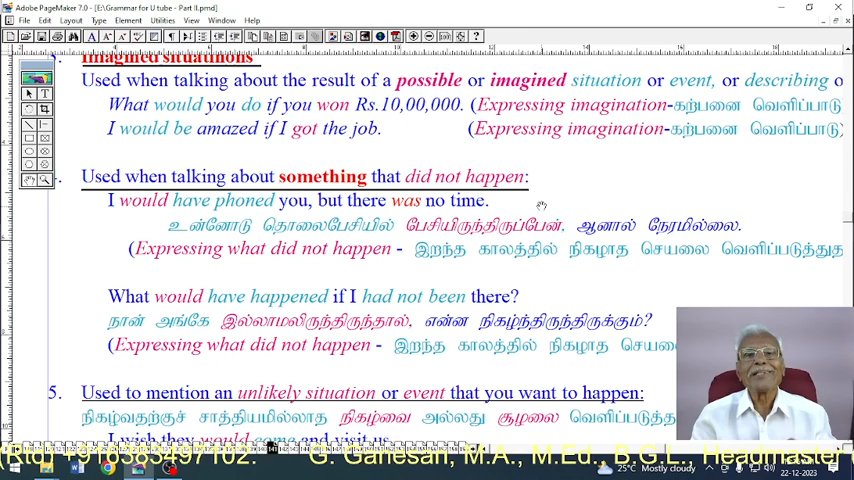 Adobe PageMaker 7.0 - [E\Grammar for U tube - Part II.pmd]
File Edit Layout Type Element Utilities View Window Help
Imagined situatinons
Used when talking about the result of a possible or imagined situation or event, or describing o
What would you do if you won Rs.10,00,000. (Expressing imagination-கற்பனை வெளிப்பாடு
I would be amazed if I got the job. (Expressing imagination-கற்பனை வெளிப்பாடு)
4. Used when talking about something that did not happen:
I would have phoned you, but there was no time.
உன்னோடு தொலைபேசியில் பேசியிருந்திருப்பேன், ஆனால் நேரமில்லை.
(Expressing what did not happen - இறந்த காலத்தில் நிகழாத செயலை வெளிப்படுத்துத
What would have happened if I had not been there?
நான் அங்கே இல்லாமலிருந்திருந்தால், என்ன நிகழ்ந்திருந்திருக்கும்?
(Expressing what did not happen - இறந்த காலத்தில் நிகழாத செயலை
5. Used to mention an unlikely situation or event that you want to happen:
நிகழ்வதற்குச் சாத்தியமில்லாத நிகழ்வை அல்லது சூழலை வெளிப்படுத்த
I wish they would come and visit us.
(Rtd) +916383497102. G. Ganesan, M.A., M.Ed., B.G.L., Headmaster
25°C Mostly cloudy
22-12-2023